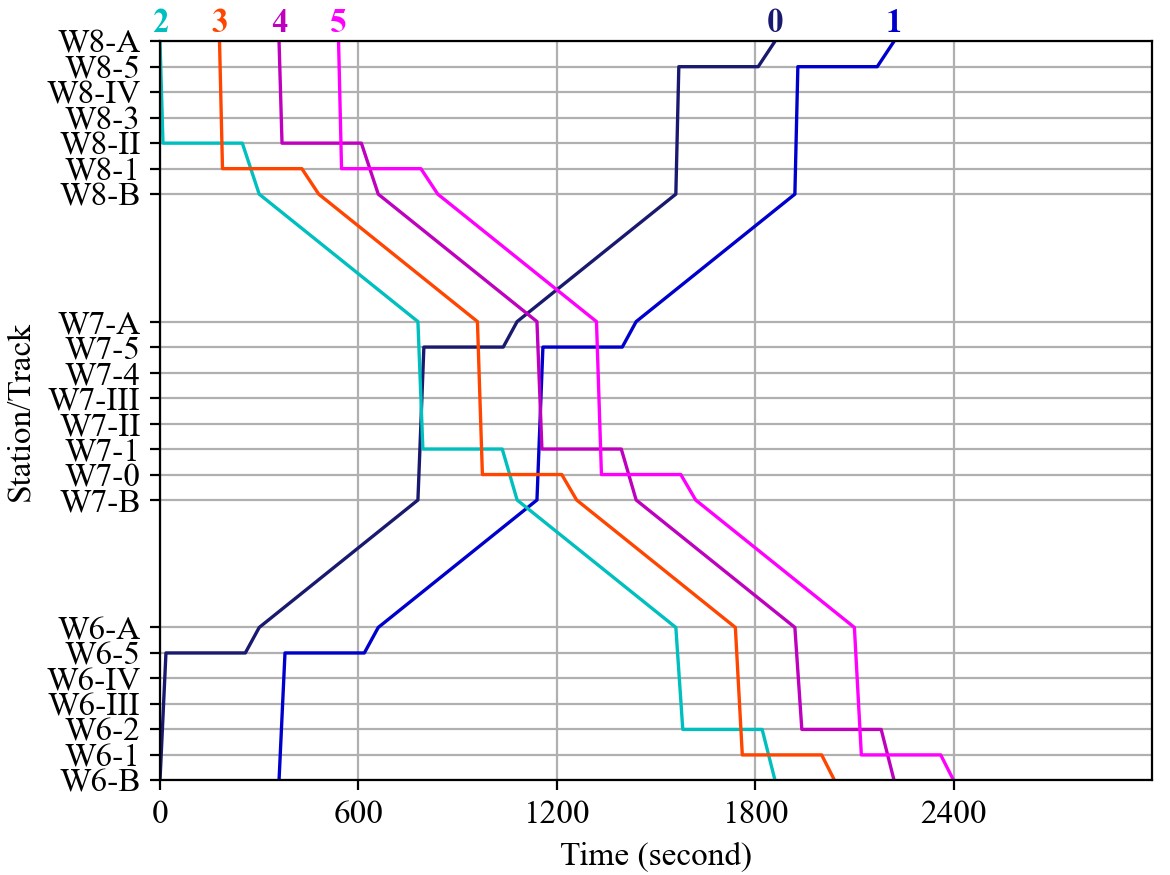 2 3 4 5 0 1
W8-A
W8-5
W8-IV
W8-3
W8-II
W8-1
W8-B
W7-A
W7-5
W7-4
W7-III
W7-II
W7-1
W7-0
W7-B
W6-A
W6-5
W6-IV
W6-III
W6-2
W6-1
W6-B
Station/Track
0 600 1200 1800 2400
Time (second)